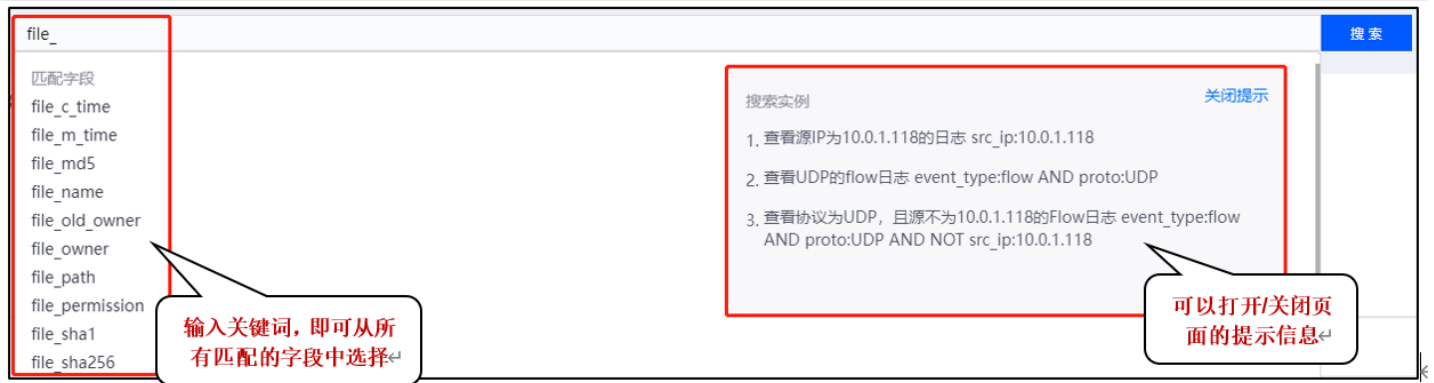 file_
搜 索
匹配字段
file_c_time
file_m_time
file_md5
file_name
file_old_owner
file_owner
file_path
file_permission
file_sha1
file_sha256
搜索实例
关闭提示
1. 查看源IP为10.0.1.118的日志 src_ip:10.0.1.118
2. 查看UDP的flow日志 event_type:flow AND proto:UDP
3. 查看协议为UDP，且源不为10.0.1.118的Flow日志 event_type:flow
AND proto:UDP AND NOT src_ip:10.0.1.118
输入关键词，即可从所
有匹配的字段中选择↵
可以打开/关闭页
面的提示信息↵